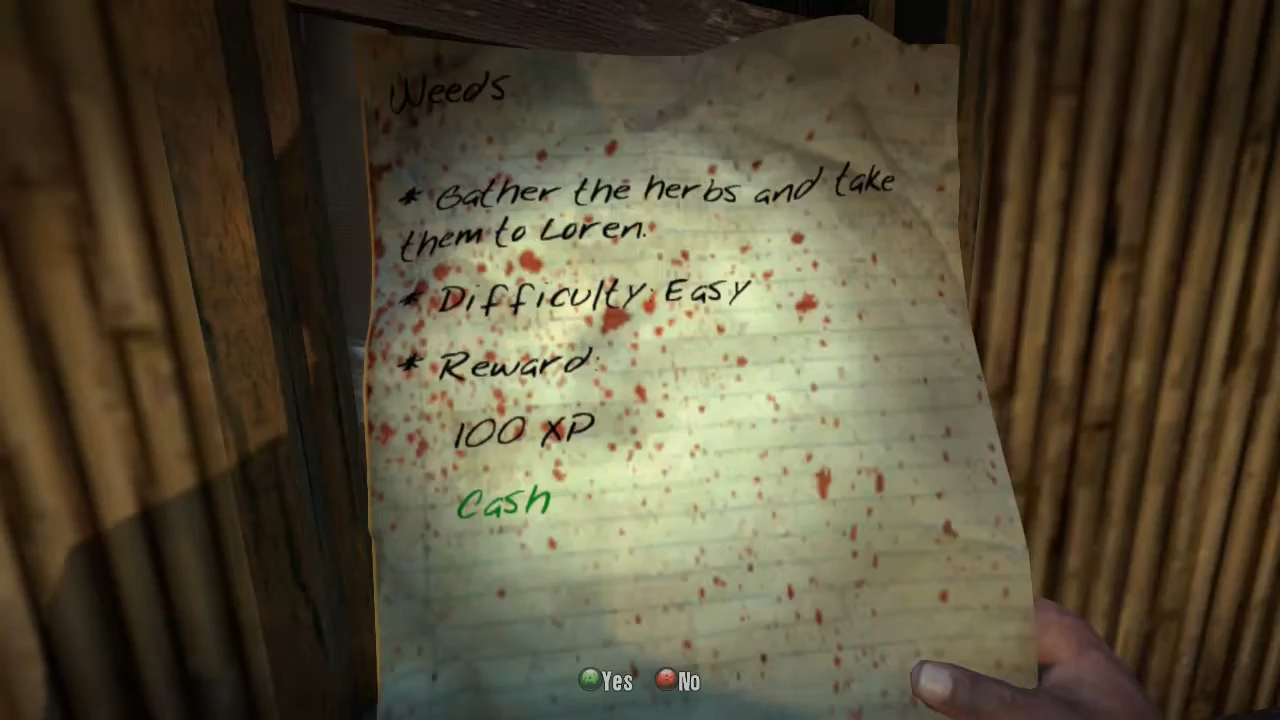 Weeds
* Gather the herbs and take
them to Loren.
* Difficulty: Easy
* Reward:
100 XP
Cash
A Yes B No